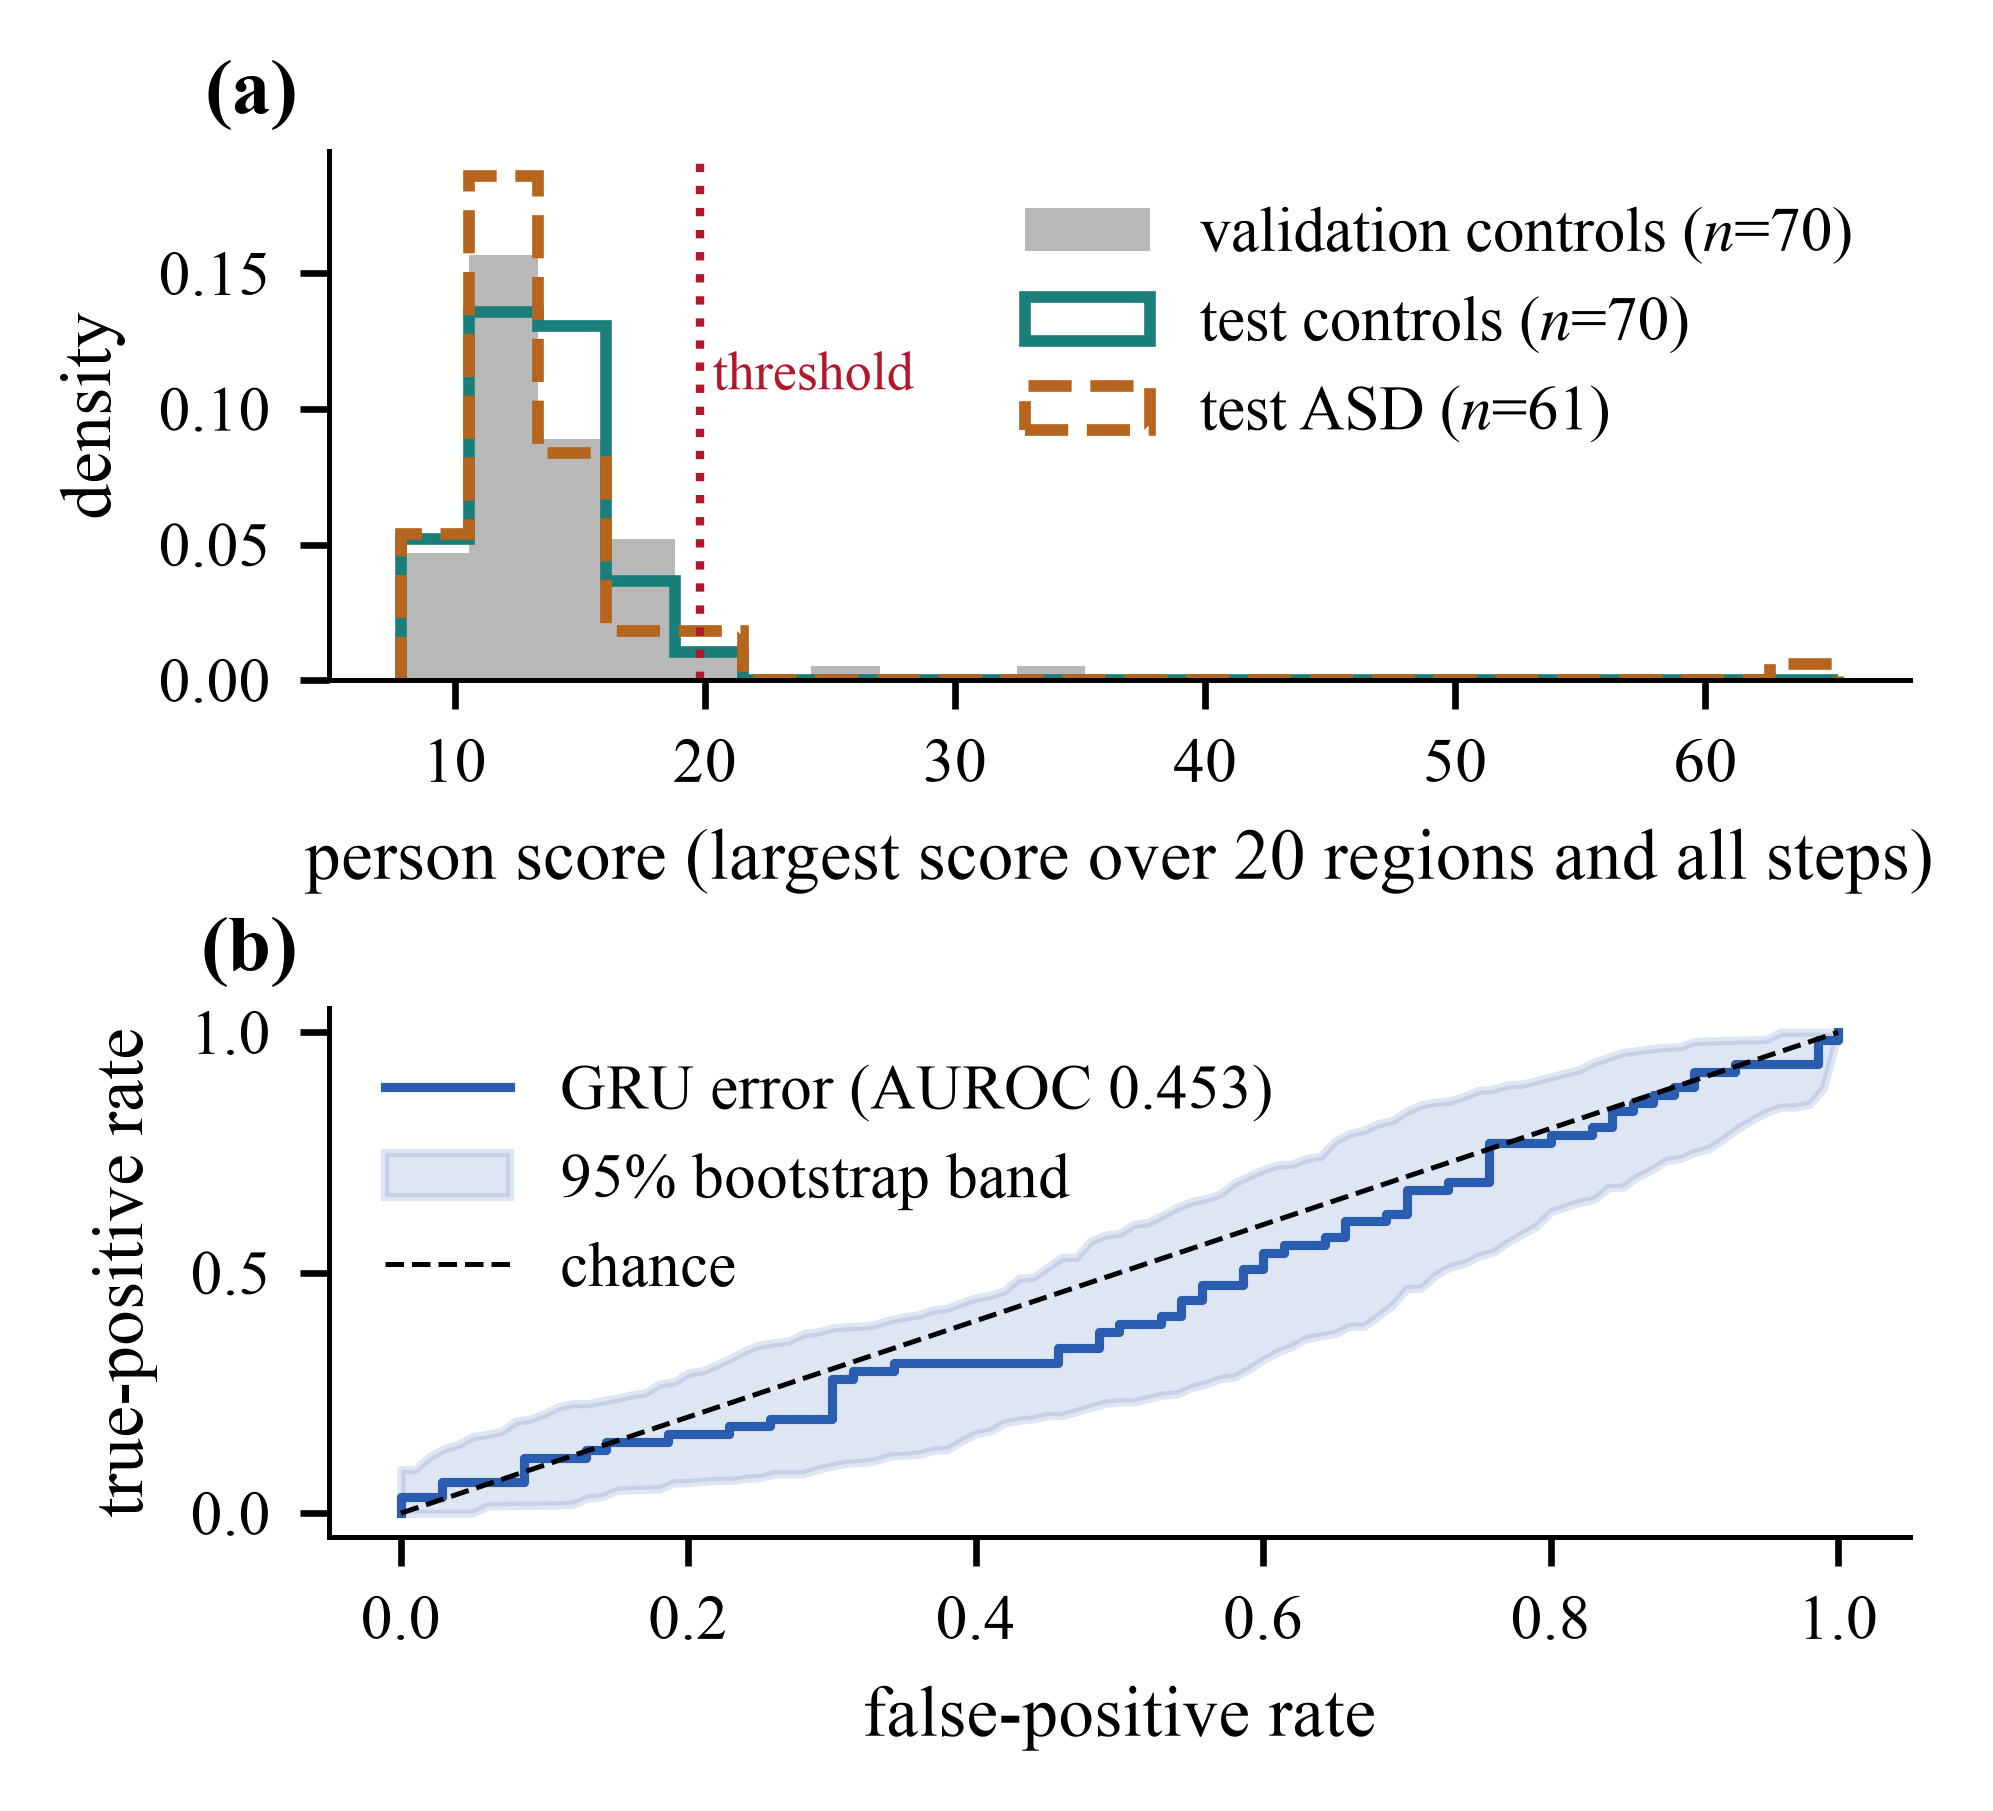 (a)
density
0.15
0.10
0.05
0.00
validation controls (n=70)
test controls (n=70)
test ASD (n=61)
threshold
10 20 30 40 50 60
person score (largest score over 20 regions and all steps)
(b)
true-positive rate
1.0
0.5
0.0
GRU error (AUROC 0.453)
95% bootstrap band
chance
0.0 0.2 0.4 0.6 0.8 1.0
false-positive rate